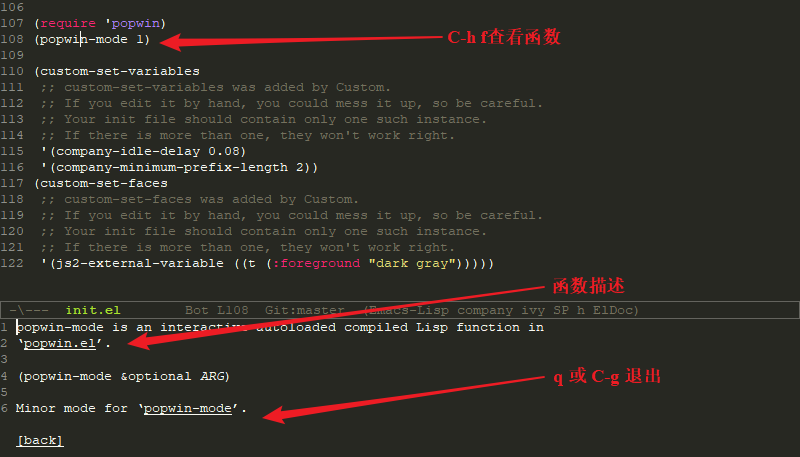 106
107 (require 'popwin)
108 (popwin-mode 1)
C-h f查看函数
109
110 (custom-set-variables
111  ;; custom-set-variables was added by Custom.
112  ;; If you edit it by hand, you could mess it up, so be careful.
113  ;; Your init file should contain only one such instance.
114  ;; If there is more than one, they won't work right.
115  '(company-idle-delay 0.08)
116  '(company-minimum-prefix-length 2))
117 (custom-set-faces
118  ;; custom-set-faces was added by Custom.
119  ;; If you edit it by hand, you could mess it up, so be careful.
120  ;; Your init file should contain only one such instance.
121  ;; If there is more than one, they won't work right.
122  '(js2-external-variable ((t (:foreground "dark gray")))))
函数描述
-\--- init.el Bot L108 Git:master (Emacs-Lisp company ivy SP h ElDoc)
1 popwin-mode is an interactive autoloaded compiled Lisp function in
2 ‘popwin.el’.
3
4 (popwin-mode &optional ARG)
q 或 C-g 退出
5
6 Minor mode for ‘popwin-mode’.
[back]